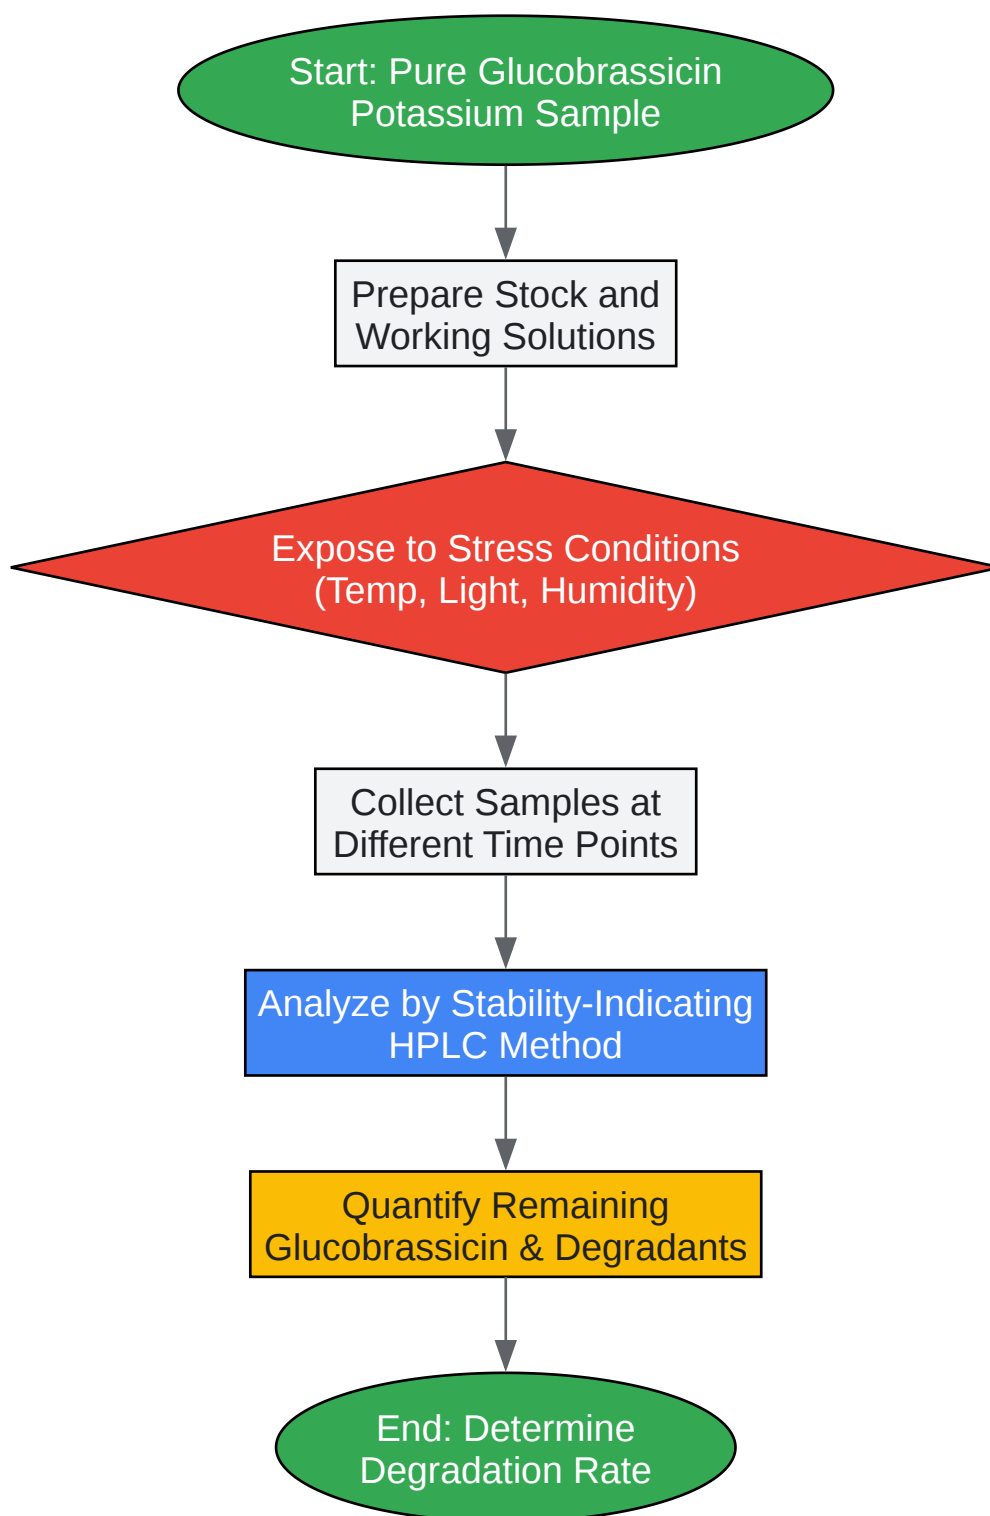 Start: Pure Glucobrassicin
Potassium Sample
Prepare Stock and
Working Solutions
Expose to Stress Conditions
(Temp, Light, Humidity)
Collect Samples at
Different Time Points
Analyze by Stability-Indicating
HPLC Method
Quantify Remaining
Glucobrassicin & Degradants
End: Determine
Degradation Rate